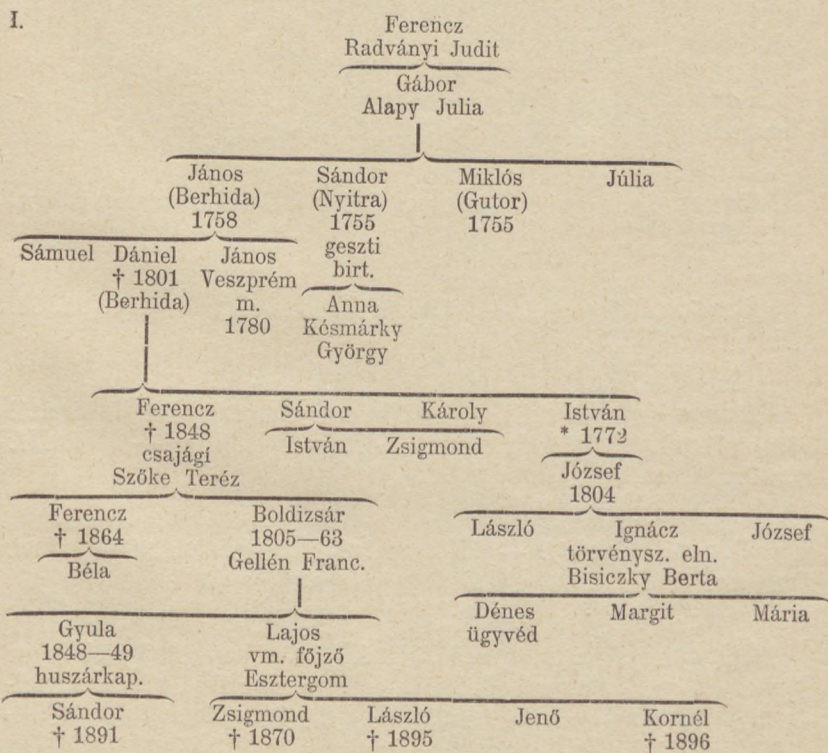 I.
Ferencz
Radványi Judit
Gábor
Alapy Julia
János Sándor Miklós Júlia
(Berhida) (Nyitra) (Gutor)
1758 1755 1755
geszti
birt.
Sámuel Dániel János
† 1801 Veszprém
(Berhida) m.
1780
Anna
Késmárky
György
Ferencz Sándor Károly István
† 1848 * 1772
csajági
Szőke Teréz
István Zsigmond
József
1804
Ferencz Boldizsár
† 1864 1805—63
Gellén Franc.
Béla
László Ignácz József
törvénysz. eln.
Bisiczky Berta
Dénes Margit Mária
ügyvéd
Gyula Lajos
1848—49 vm. főjző
huszárkap. Esztergom
Sándor Zsigmond László Jenő Kornél
† 1891 † 1870 † 1895 † 1896